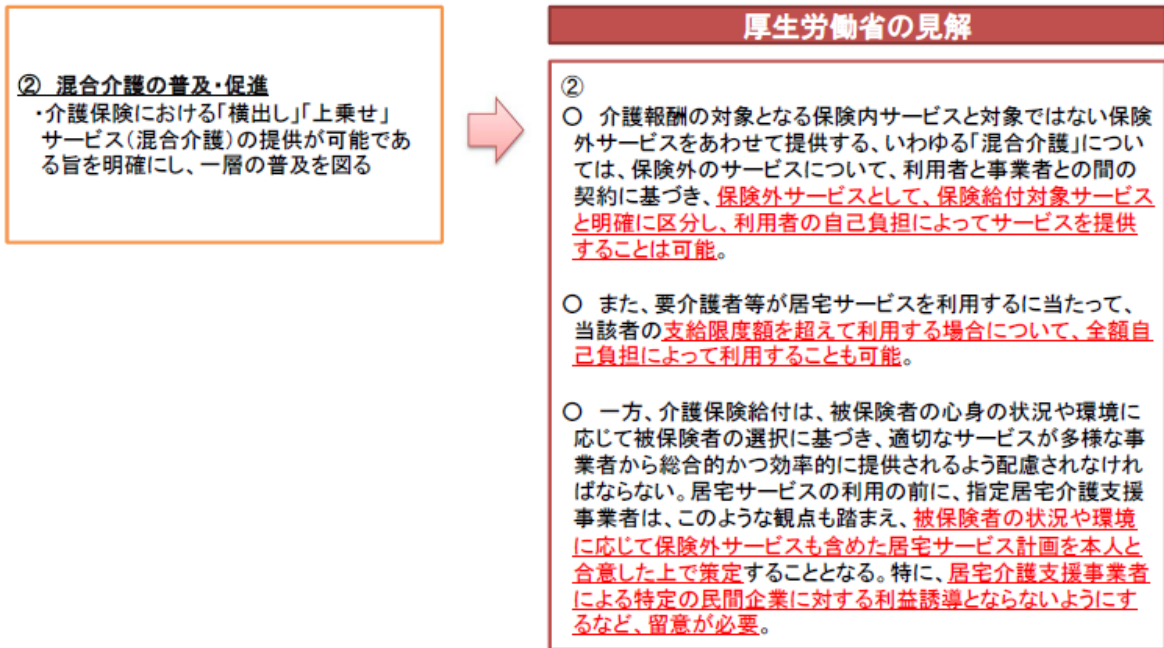 ② 混合介護の普及・促進
・介護保険における「横出し」「上乗せ」
サービス（混合介護）の提供が可能であ
る旨を明確にし、一層の普及を図る
厚生労働省の見解
②
○ 介護報酬の対象となる保険内サービスと対象ではない保険
外サービスをあわせて提供する、いわゆる「混合介護」につい
ては、保険外のサービスについて、利用者と事業者との間の
契約に基づき、保険外サービスとして、保険給付対象サービス
と明確に区分し、利用者の自己負担によってサービスを提供
することは可能。
○ また、要介護者等が居宅サービスを利用するに当たって、
当該者の支給限度額を超えて利用する場合について、全額自
己負担によって利用することも可能。
○ 一方、介護保険給付は、被保険者の心身の状況や環境に
応じて被保険者の選択に基づき、適切なサービスが多様な事
業者から総合的かつ効率的に提供されるよう配慮されなけれ
ばならない。居宅サービスの利用の前に、指定居宅介護支援
事業者は、このような観点も踏まえ、被保険者の状況や環境
に応じて保険外サービスも含めた居宅サービス計画を本人と
合意した上で策定することとなる。特に、居宅介護支援事業者
による特定の民間企業に対する利益誘導とならないようにす
るなど、留意が必要。